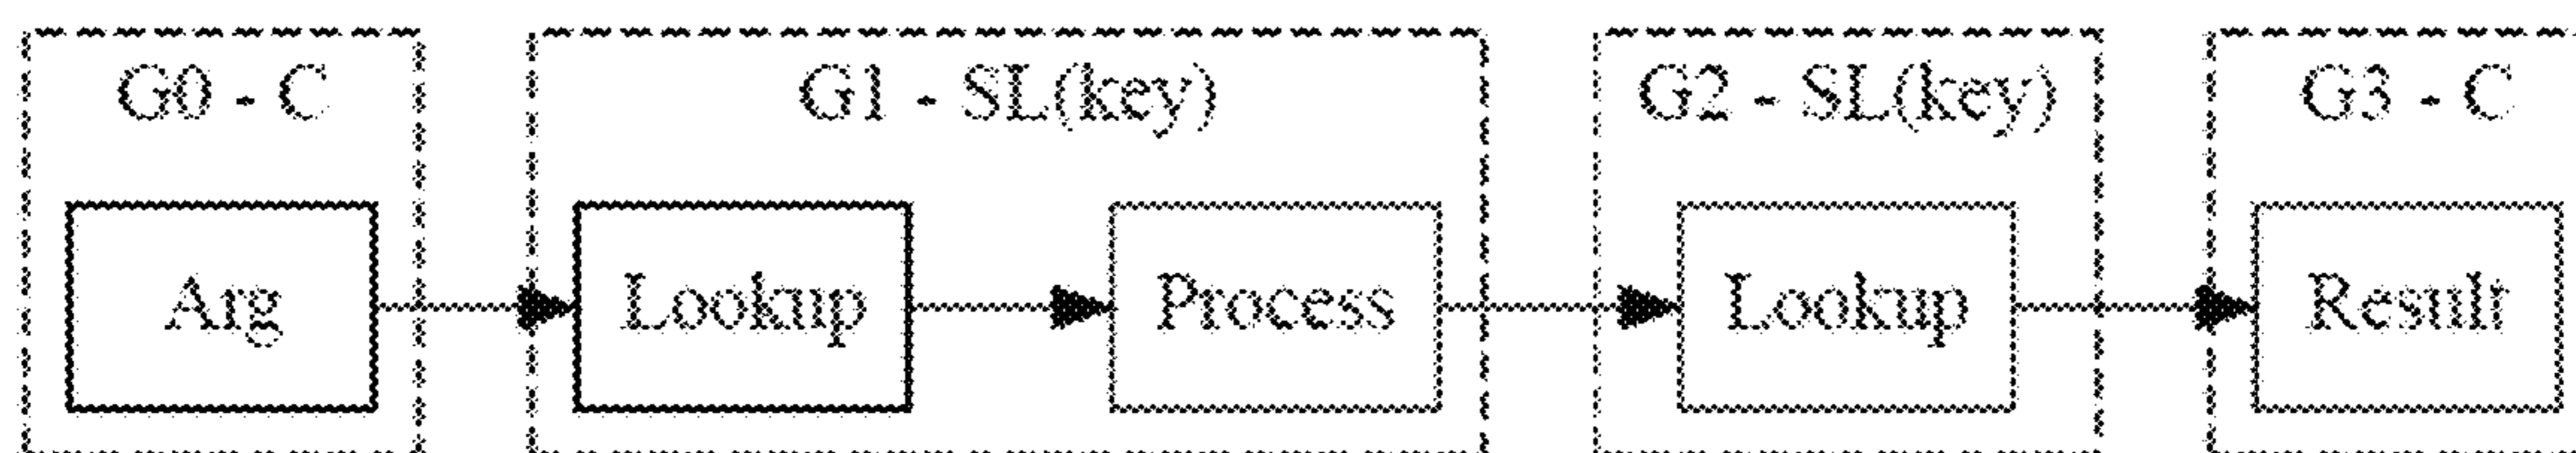 G0 - C
G1 - SL(key)
G2 - SL(key)
G3 - C
Arg
Lookup
Process
Lookup
Result